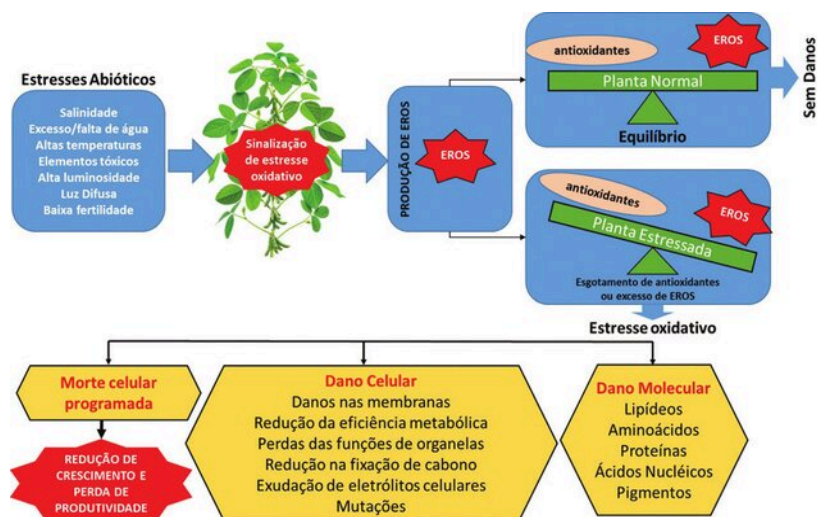 Estresses Abióticos
Salinidade
Excesso/falta de água
Altas temperaturas
Elementos tóxicos
Alta luminosidade
Luz Difusa
Baixa fertilidade
Sinalização
de estresse
oxidativo
PRODUÇÃO DE EROS
EROS
antioxidantes
EROS
Planta Normal
Equilíbrio
Sem Danos
antioxidantes
EROS
Planta Estressada
Esgotamento de antioxidantes
ou excesso de EROS
Estresse oxidativo
Morte celular
programada
REDUÇÃO DE
CRESCIMENTO E
PERDA DE
PRODUTIVIDADE
Dano Celular
Danos nas membranas
Redução da eficiência metabólica
Perdas das funções de organelas
Redução na fixação de cabono
Exudação de eletrólitos celulares
Mutações
Dano Molecular
Lipídeos
Aminoácidos
Proteínas
Ácidos Nucléicos
Pigmentos